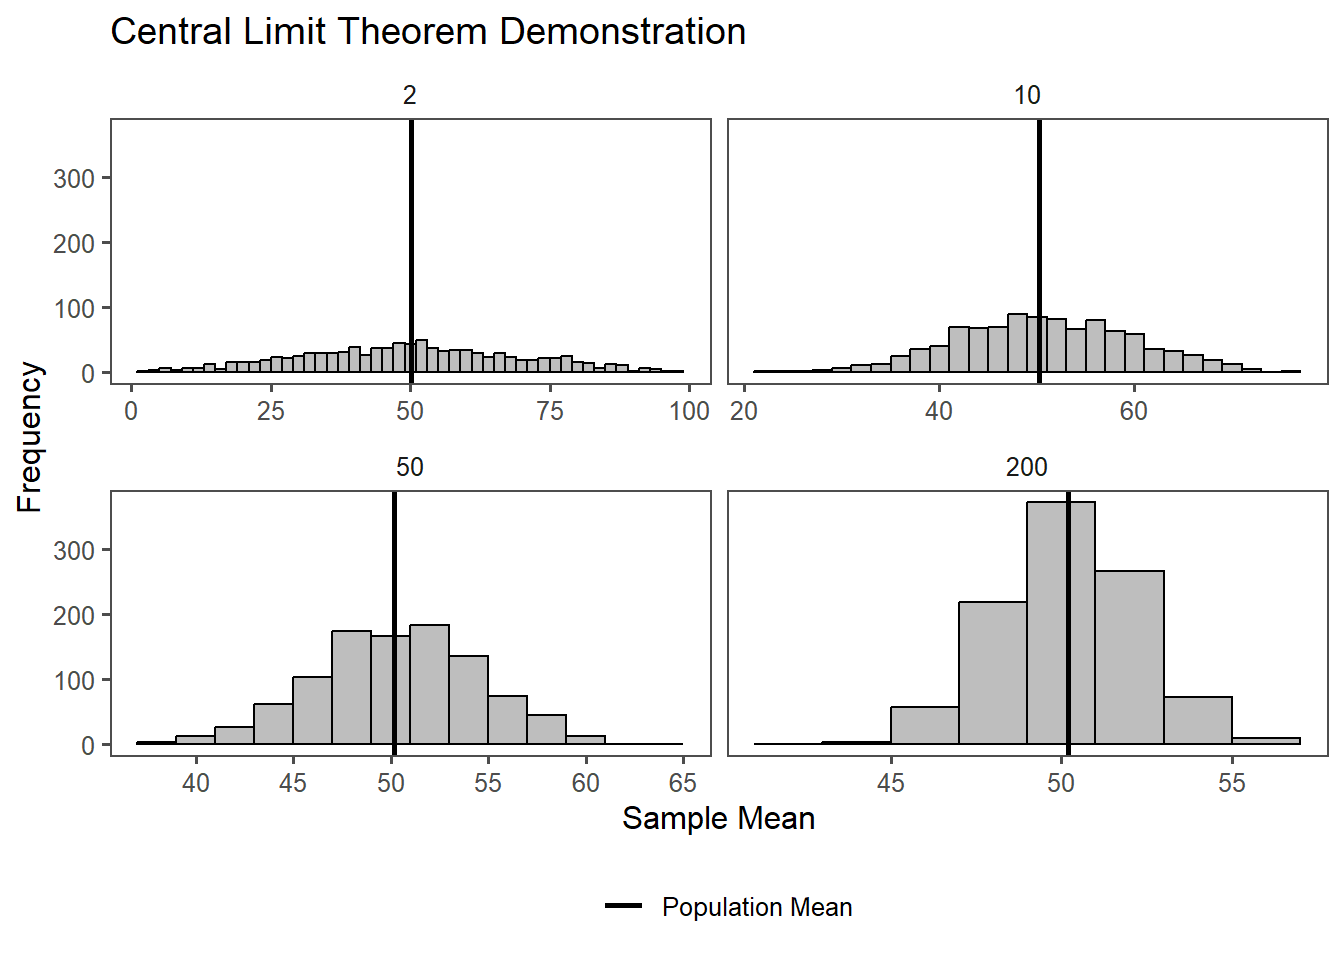 Central Limit Theorem Demonstration
2
10
300
200
100
0
0 25 50 75 100
20 40 60
Frequency
50
200
300
200
100
0
40 45 50 55 60 65
45 50 55
Sample Mean
Population Mean